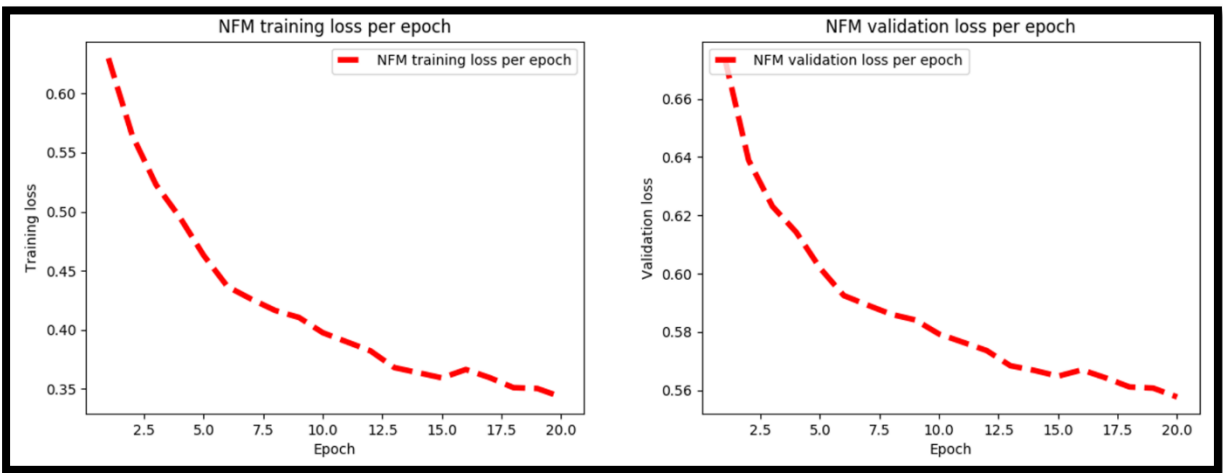 NFM training loss per epoch
NFM training loss per epoch
0.60
0.55
0.50
0.45
0.40
0.35
Training loss
2.5 5.0 7.5 10.0 12.5 15.0 17.5 20.0
Epoch
NFM validation loss per epoch
NFM validation loss per epoch
0.66
0.64
0.62
0.60
0.58
0.56
Validation loss
2.5 5.0 7.5 10.0 12.5 15.0 17.5 20.0
Epoch